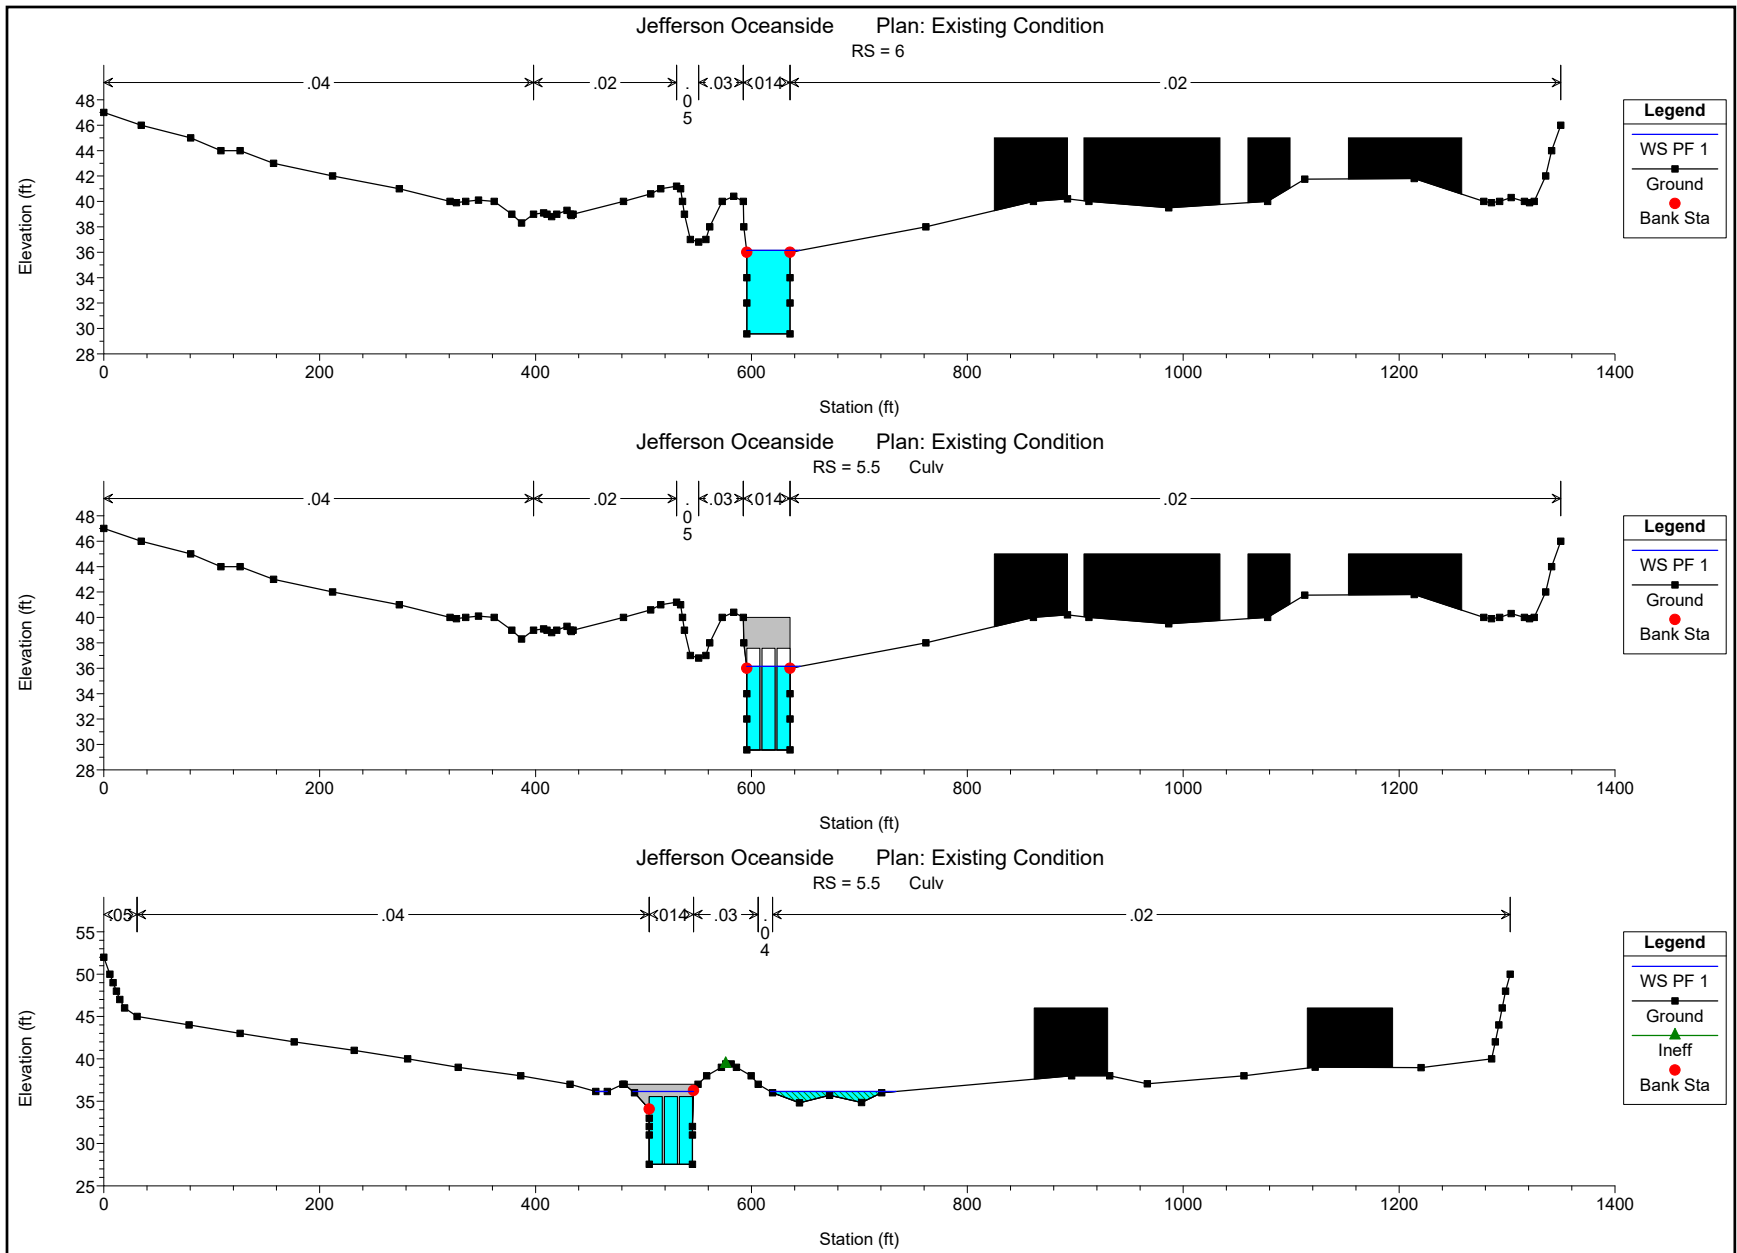 Jefferson Oceanside Plan: Existing Condition
RS = 6
.04 .02 .05 .03 .014 .02
48
46
44
42
40
38
36
34
32
30
28
Elevation (ft)
0 200 400 600 800 1000 1200 1400
Station (ft)
Legend
WS PF 1
Ground
Bank Sta
Jefferson Oceanside Plan: Existing Condition
RS = 5.5 Culv
.04 .02 .05 .03 .014 .02
48
46
44
42
40
38
36
34
32
30
28
Elevation (ft)
0 200 400 600 800 1000 1200 1400
Station (ft)
Legend
WS PF 1
Ground
Bank Sta
Jefferson Oceanside Plan: Existing Condition
RS = 5.5 Culv
.05 .04 .014 .03 .04 .02
55
50
45
40
35
30
25
Elevation (ft)
0 200 400 600 800 1000 1200 1400
Station (ft)
Legend
WS PF 1
Ground
Ineff
Bank Sta